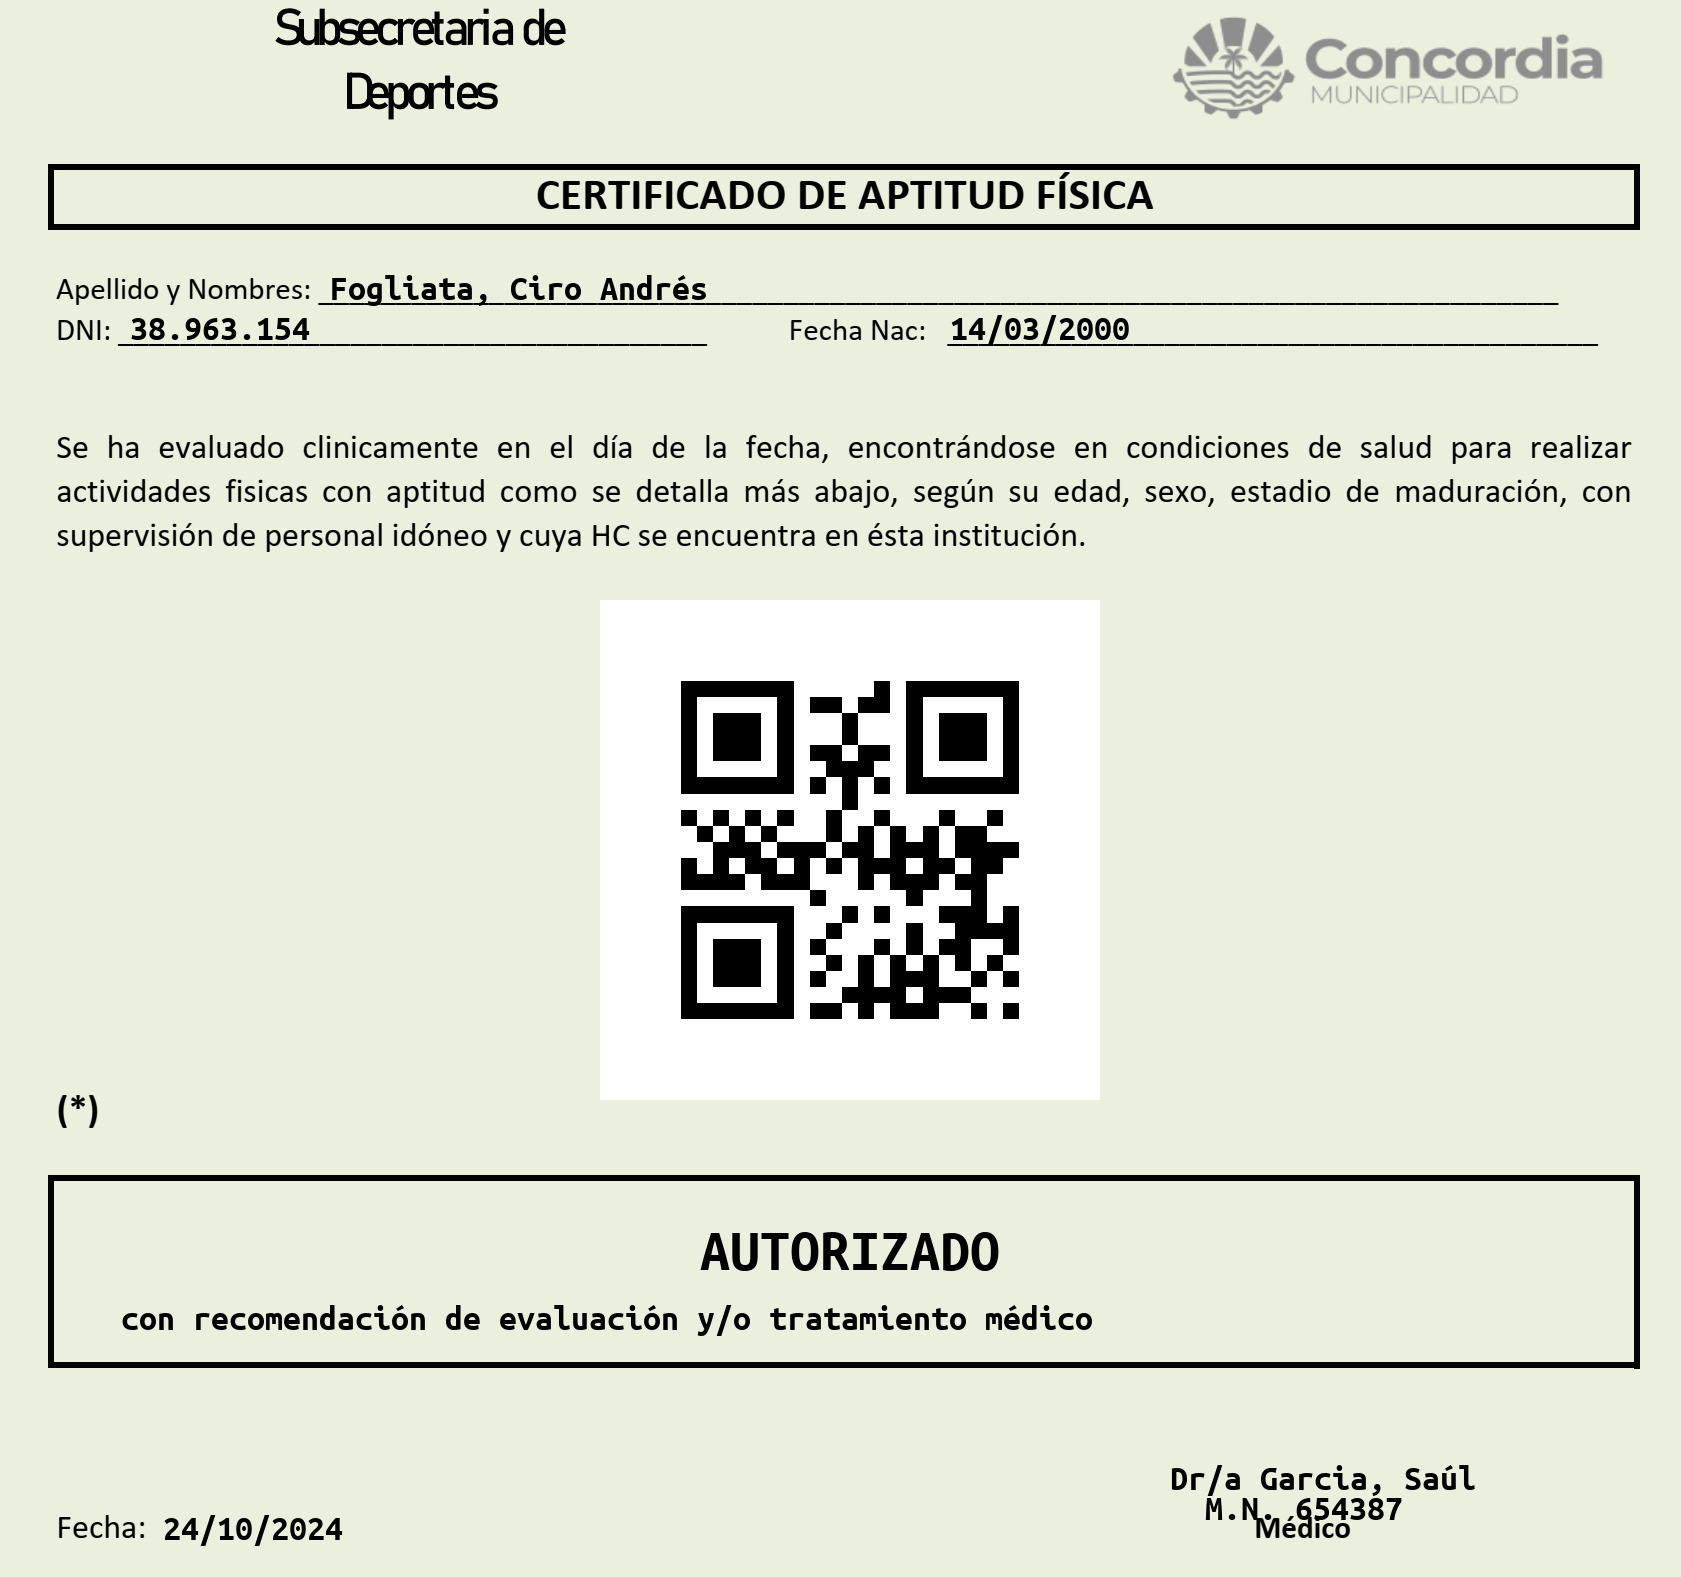 Subsecretaria de
Deportes
Concordia
MUNICIPALIDAD
CERTIFICADO DE APTITUD FÍSICA
Apellido y Nombres: Fogliata, Ciro Andrés
DNI: 38.963.154 Fecha Nac: 14/03/2000
Se ha evaluado clinicamente en el día de la fecha, encontrándose en condiciones de salud para realizar
actividades fisicas con aptitud como se detalla más abajo, según su edad, sexo, estadio de maduración, con
supervisión de personal idóneo y cuya HC se encuentra en ésta institución.
(*)
AUTORIZADO
con recomendación de evaluación y/o tratamiento médico
Dr/a Garcia, Saúl
M.N. 654387
Médico
Fecha: 24/10/2024